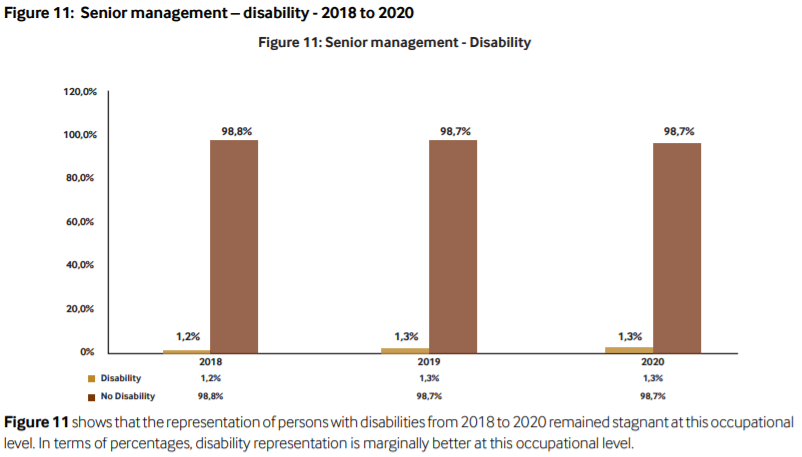 Figure 11: Senior management – disability - 2018 to 2020
Figure 11: Senior management - Disability
120,0%
100,0%
80,0%
60,0%
40,0%
20,0%
0%
98,8%
98,7%
98,7%
1,2%
1,3%
1,3%
2018 2019 2020
Disability 1,2% 1,3% 1,3%
No Disability 98,8% 98,7% 98,7%
Figure 11 shows that the representation of persons with disabilities from 2018 to 2020 remained stagnant at this occupational
level. In terms of percentages, disability representation is marginally better at this occupational level.